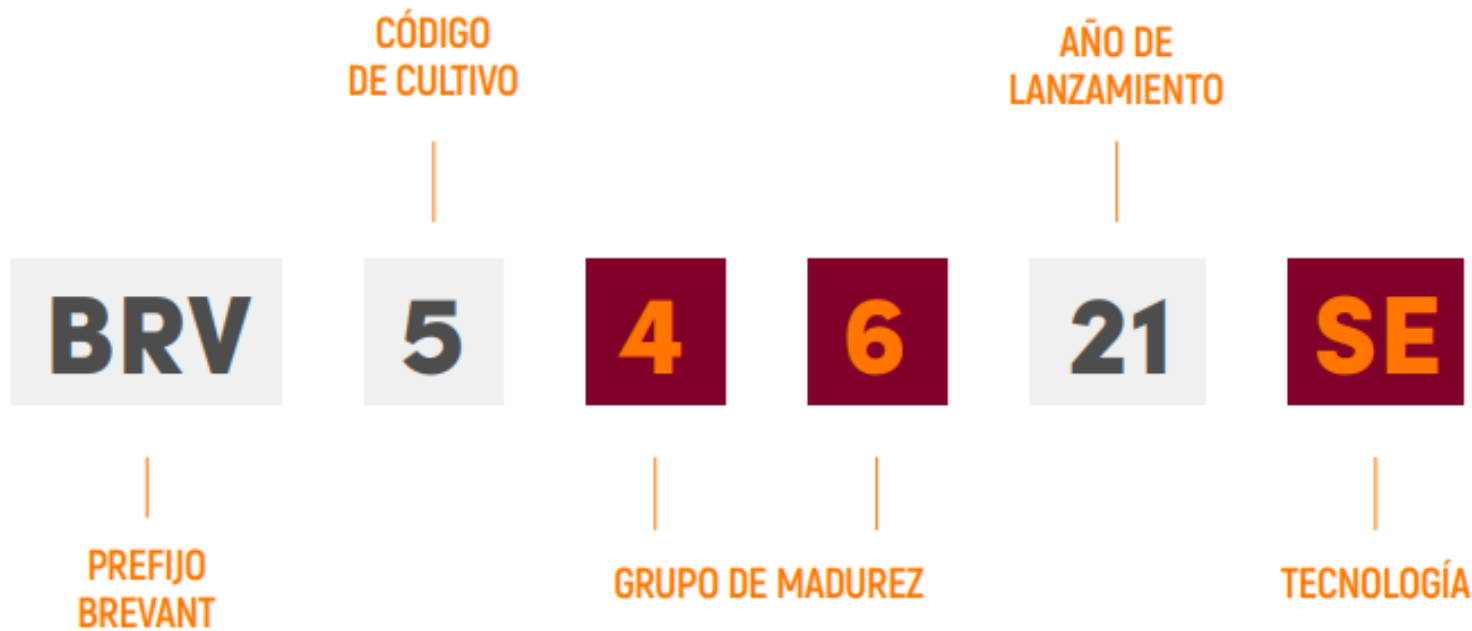 CÓDIGO
DE CULTIVO
AÑO DE
LANZAMIENTO
BRV 5 4 6 21 SE
PREFIJO
BREVANT
GRUPO DE MADUREZ
TECNOLOGÍA